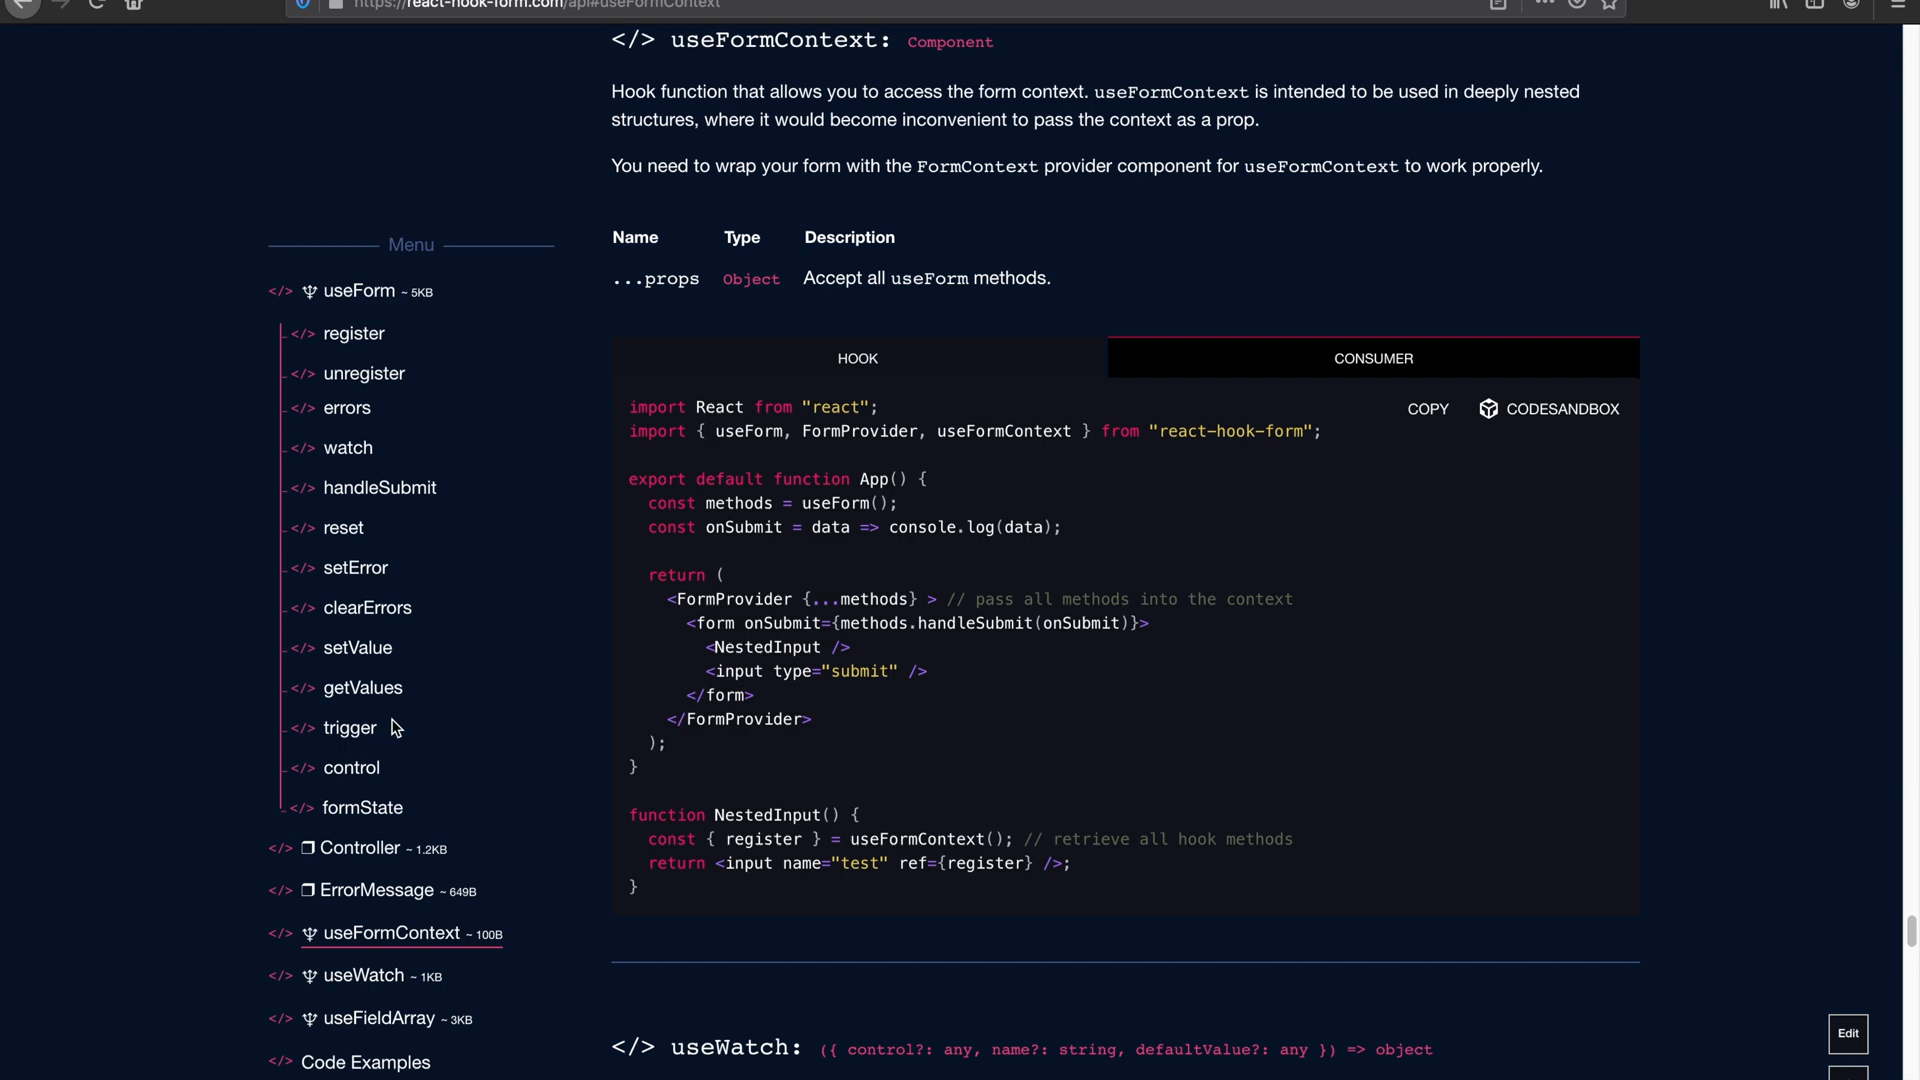 https://react-hook-form.com/api#useFormContext
</> useFormContext: Component
Hook function that allows you to access the form context. useFormContext is intended to be used in deeply nested
structures, where it would become inconvenient to pass the context as a prop.
You need to wrap your form with the FormContext provider component for useFormContext to work properly.
Name Type Description
...props Object Accept all useForm methods.
Menu
</> useForm ~ 5KB
</> register
</> unregister
</> errors
</> watch
</> handleSubmit
</> reset
</> setError
</> clearErrors
</> setValue
</> getValues
</> trigger
</> control
</> formState
</> Controller ~ 1.2KB
</> ErrorMessage ~ 649B
</> useFormContext ~ 100B
</> useWatch ~ 1KB
</> useFieldArray ~ 3KB
</> Code Examples
HOOK CONSUMER
COPY CODESANDBOX
import React from "react";
import { useForm, FormProvider, useFormContext } from "react-hook-form";
export default function App() {
const methods = useForm();
const onSubmit = data => console.log(data);
return (
<FormProvider {...methods} > // pass all methods into the context
<form onSubmit={methods.handleSubmit(onSubmit)}>
<NestedInput />
<input type="submit" />
</form>
</FormProvider>
);
}
function NestedInput() {
const { register } = useFormContext(); // retrieve all hook methods
return <input name="test" ref={register} />;
}
</> useWatch: ({ control?: any, name?: string, defaultValue?: any }) => object
Edit